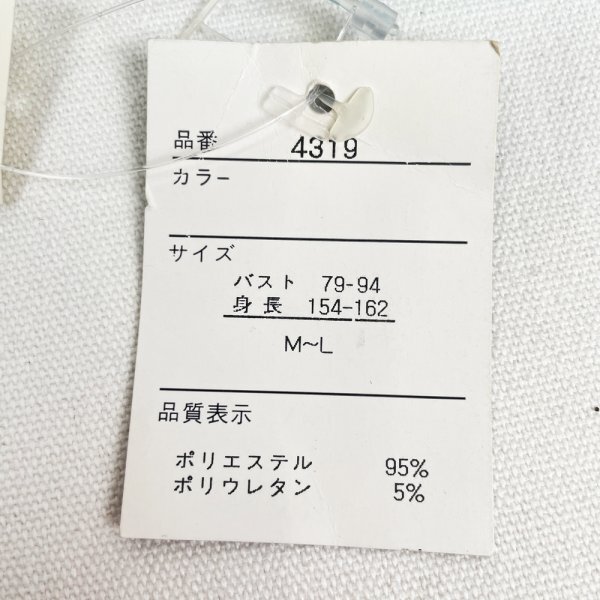 品番 4319
カラー
サイズ
バスト 79-94
身長 154-162
M~L
品質表示
ポリエステル 95%
ポリウレタン 5%